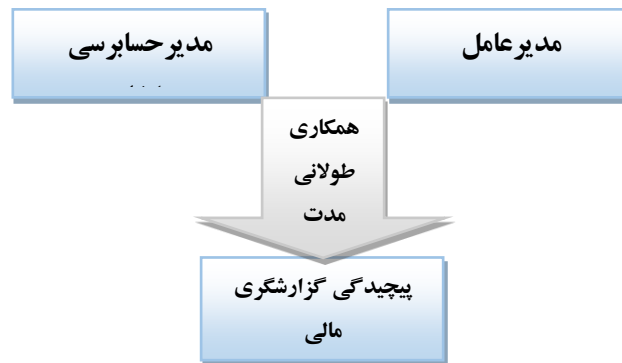 مدیرعامل
مدیرحسابرسی
همکاری
طولانی
مدت
پیچیدگی گزارشگری
مالی